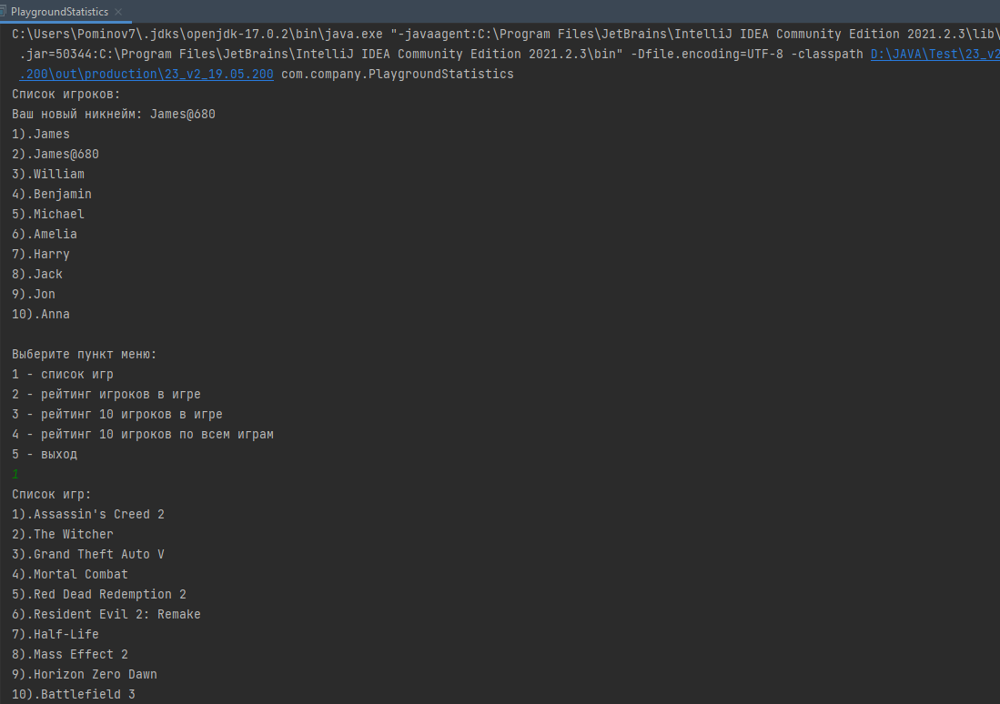 PlaygroundStatistics
C:\Users\Pominov7\.jdks\openjdk-17.0.2\bin\java.exe "-javaagent:C:\Program Files\JetBrains\IntelliJ IDEA Community Edition 2021.2.3\lib\
.jar=50344:C:\Program Files\JetBrains\IntelliJ IDEA Community Edition 2021.2.3\bin" -Dfile.encoding=UTF-8 -classpath D:\JAVA\Test\23_v2
.200\out\production\23_v2_19.05.200 com.company.PlaygroundStatistics
Список игроков:
Ваш новый никнейм: James@680
1).James
2).James@680
3).William
4).Benjamin
5).Michael
6).Amelia
7).Harry
8).Jack
9).Jon
10).Anna
Выберите пункт меню:
1 - список игр
2 - рейтинг игроков в игре
3 - рейтинг 10 игроков в игре
4 - рейтинг 10 игроков по всем играм
5 - выход
1
Список игр:
1).Assassin's Creed 2
2).The Witcher
3).Grand Theft Auto V
4).Mortal Combat
5).Red Dead Redemption 2
6).Resident Evil 2: Remake
7).Half-Life
8).Mass Effect 2
9).Horizon Zero Dawn
10).Battlefield 3